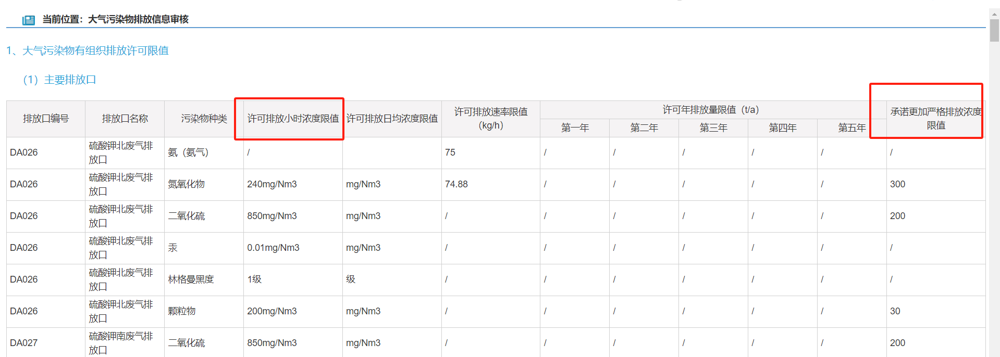 当前位置：大气污染物排放信息审核
1、大气污染物有组织排放许可限值
（1）主要排放口
排放口编号 排放口名称 污染物种类 许可排放小时浓度限值 许可排放日均浓度限值 许可排放速率限值（kg/h） 许可年排放量限值（t/a） 承诺更加严格排放浓度限值
第一年 第二年 第三年 第四年 第五年
DA026 硫酸钾北废气排放口 氨（氨气） / 75 / / / / / /
DA026 硫酸钾北废气排放口 氮氧化物 240mg/Nm3 mg/Nm3 74.88 / / / / / 300
DA026 硫酸钾北废气排放口 二氧化硫 850mg/Nm3 mg/Nm3 / / / / / / 200
DA026 硫酸钾北废气排放口 汞 0.01mg/Nm3 mg/Nm3 / / / / / / /
DA026 硫酸钾北废气排放口 林格曼黑度 1级 级 / / / / / / /
DA026 硫酸钾北废气排放口 颗粒物 200mg/Nm3 mg/Nm3 / / / / / / 30
DA027 硫酸钾南废气排放口 二氧化硫 850mg/Nm3 mg/Nm3 / / / / / / 200